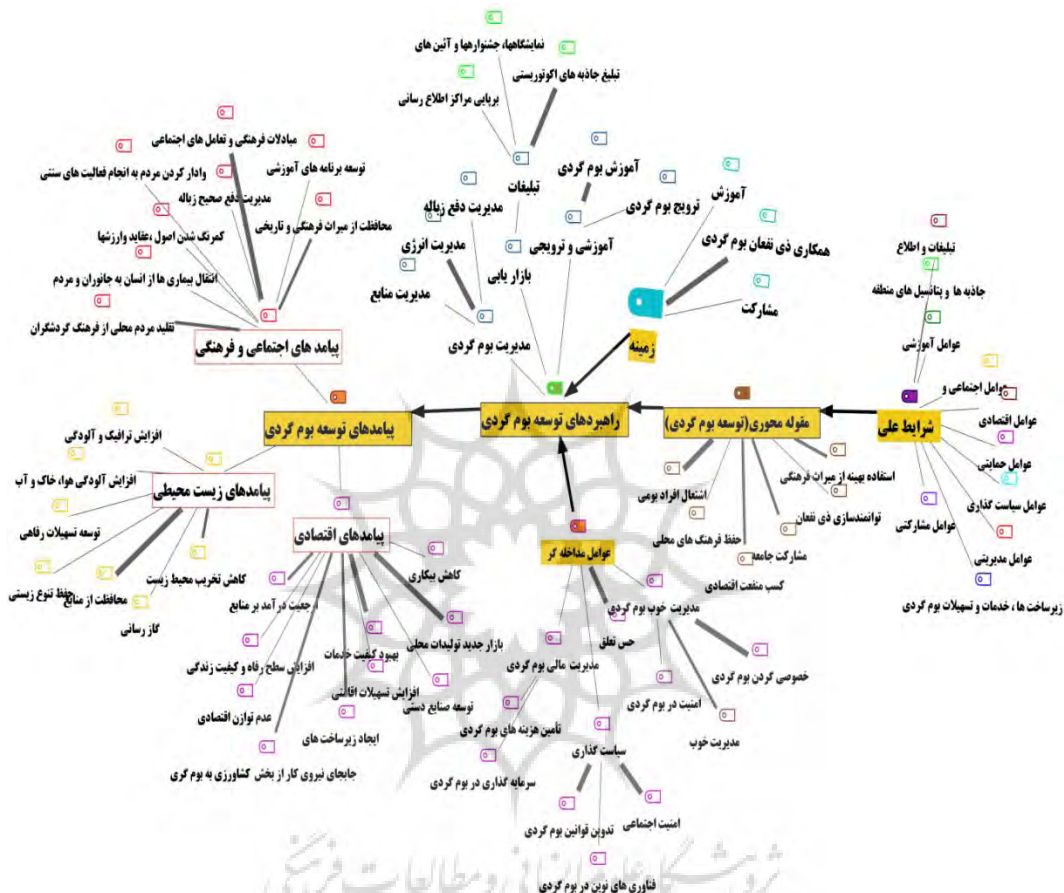 نمایشگاهها، جشنوارها و آئین های
تبلیغ جاذبه های اکوتوریستی
برپایی مراکز اطلاع رسانی
مبادلات فرهنگی و تعامل های اجتماعی
توسعه برنامه های آموزشی
وادار کردن مردم به انجام فعالیت های سنتی
مدیریت دفع صحیح زباله
محافظت از میراث فرهنگی و تاریخی
کمرنگ شدن اصول ،عقاید وارزشها
انتقال بیماری ها از انسان به جانوران و مردم
تقلید مردم محلی از فرهنگ گردشگران
پیامد های اجتماعی و فرهنگی
تبلیغات
آموزش بوم گردی
مدیریت دفع زباله
ترویج بوم گردی
آموزش
مدیریت انرژی
آموزشی و ترویجی
همکاری ذی نفعان بوم گردی
بازار یابی
مدیریت منابع
مشارکت
مدیریت بوم گردی
زمینه
تبلیغات و اطلاع
جاذبه ها و پتانسیل های منطقه
عوامل آموزشی
عوامل اجتماعی و
عوامل اقتصادی
شرایط علی
مقوله محوری(توسعه بوم گردی)
راهبردهای توسعه بوم گردی
پیامدهای توسعه بوم گردی
عوامل حمایتی
عوامل سیاست گذاری
عوامل مشارکتی
عوامل مدیریتی
زیرساخت ها ، خدمات و تسهیلات بوم گردی
استفاده بهینه از میراث فرهنگی
اشتغال افراد بومی
توانمندسازی ذی نفعان
حفظ فرهنگ های محلی
مشارکت جامعه
کسب منفعت اقتصادی
افزایش ترافیک و آلودگی
افزایش آلودگی هوا، خاک و آب
پیامدهای زیست محیطی
توسعه تسهیلات رفاهی
کاهش تخریب محیط زیست
محافظت از منابع
حفظ تنوع زیستی
گاز رسانی
پیامدهای اقتصادی
کاهش بیکاری
ارجعیت درآمد بر منابع
بازار جدید تولیدات محلی
بهبود کیفیت خدمات
افزایش سطح رفاه و کیفیت زندگی
افزایش تسهیلات اقامتی
توسعه صنایع دستی
عدم توازن اقتصادی
ایجاد زیرساخت های
جابجای نیروی کار از بخش کشاورزی به بوم گری
عوامل مداخله گر
مدیریت خوب بوم گردی
حس تعلق
مدیریت مالی بوم گردی
خصوصی کردن بوم گردی
امنیت در بوم گردی
مدیریت خوب
تأمین هزینه های بوم گردی
سیاست گذاری
سرمایه گذاری در بوم گردی
امنیت اجتماعی
تدوین قوانین بوم گردی
فناوری های نوین در بوم گردی
پژوهشگاه علوم انسانی و مطالعات فرهنگی